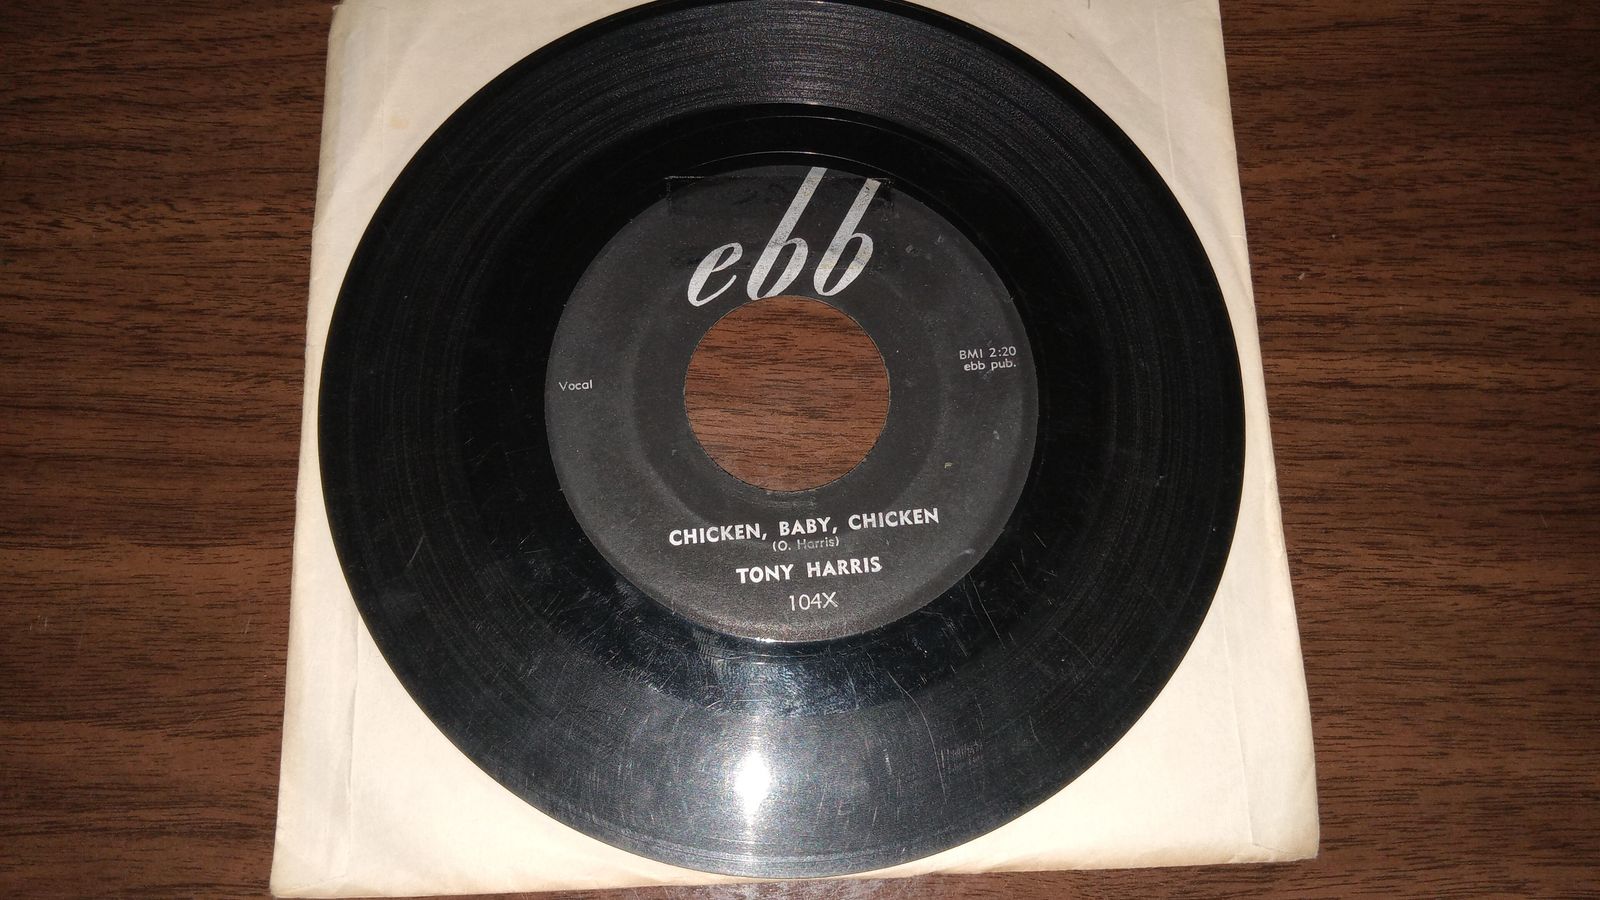 ebb
BMI 2:20
ebb pub.
Vocal
CHICKEN, BABY, CHICKEN
(O. Harris)
TONY HARRIS
104X